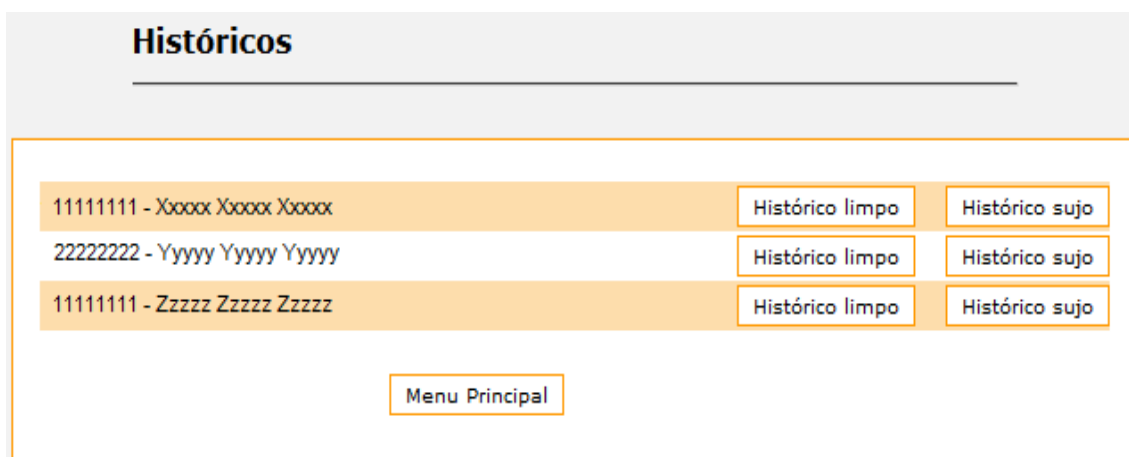 Históricos
11111111 - Xxxxx Xxxxx Xxxxx Histórico limpo Histórico sujo
22222222 - Yyyyy Yyyyy Yyyyy Histórico limpo Histórico sujo
11111111 - Zzzzz Zzzzz Zzzzz Histórico limpo Histórico sujo
Menu Principal